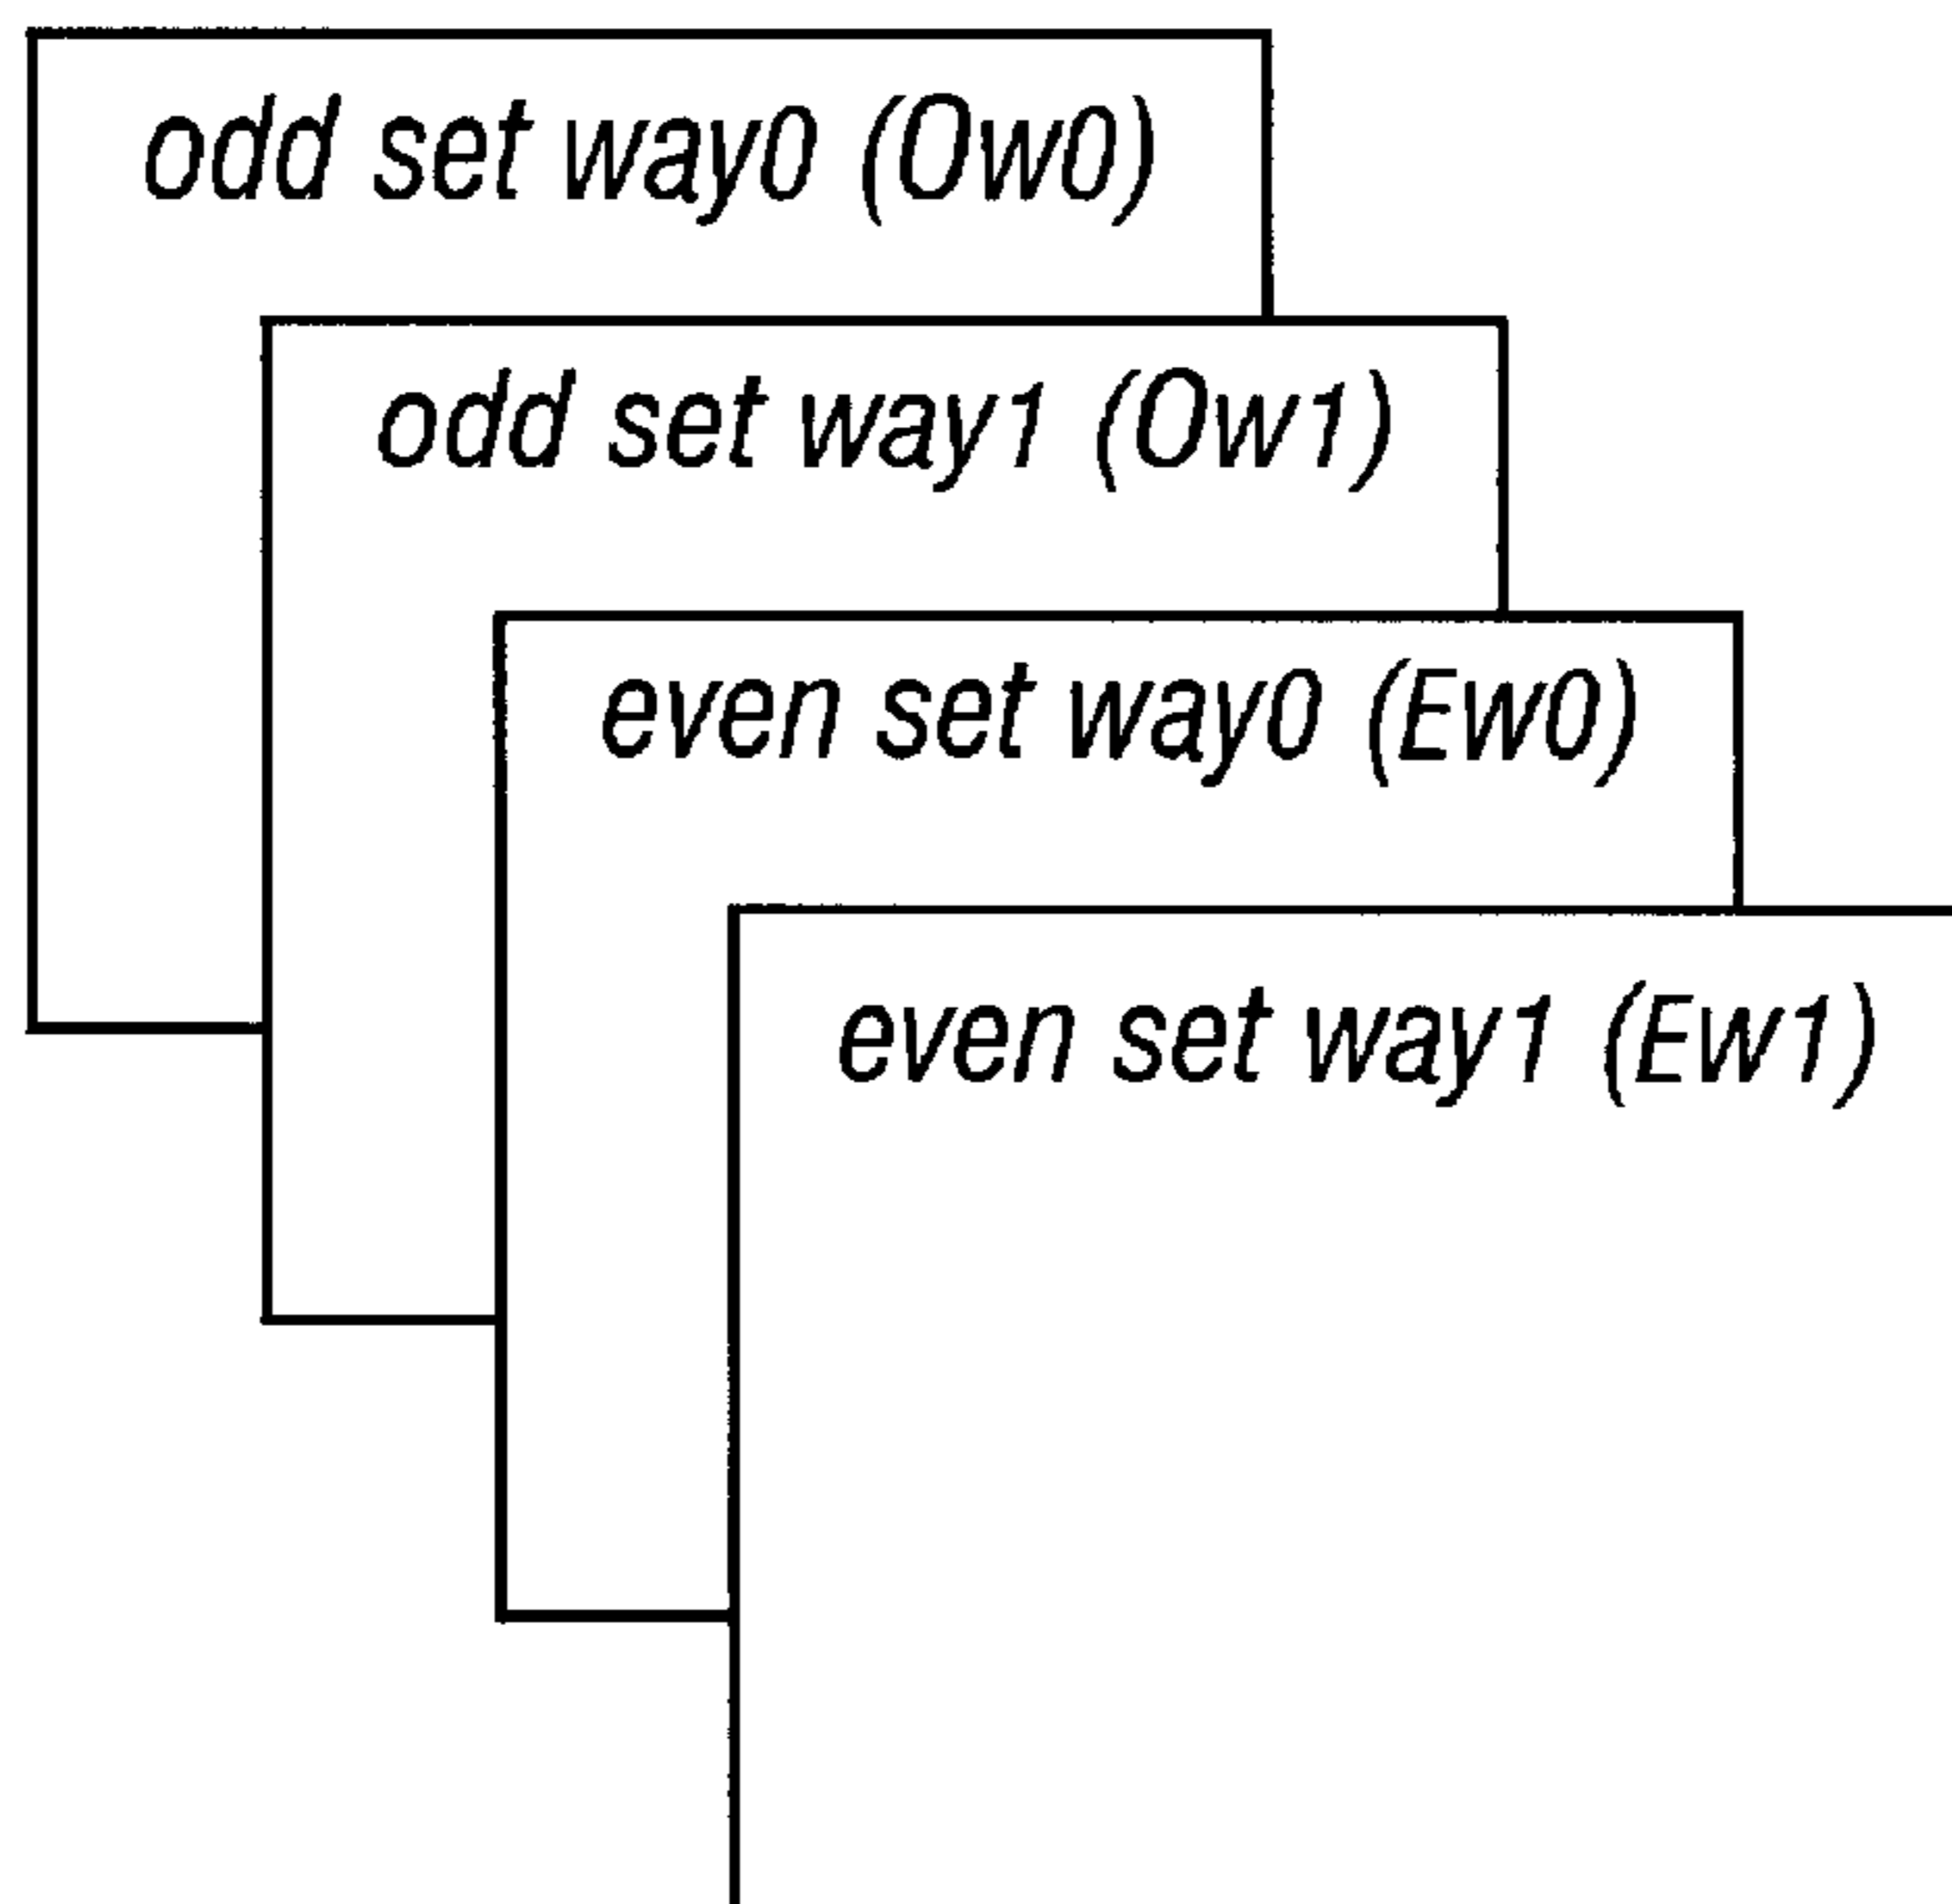 odd set way0 (Ow0)
odd set way1 (Ow1)
even set way0 (Ew0)
even set way1 (Ew1)